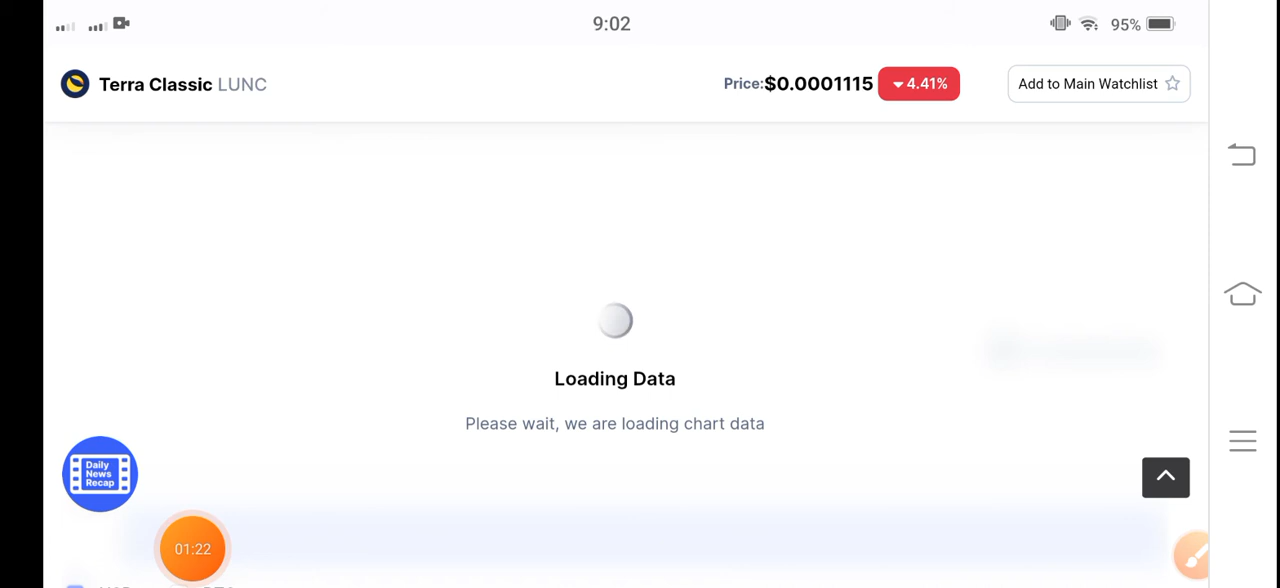 9:02
95%
Terra Classic LUNC
Price:$0.0001115 4.41%
Add to Main Watchlist
Loading Data
Please wait, we are loading chart data
Daily
News
Recap
01:22